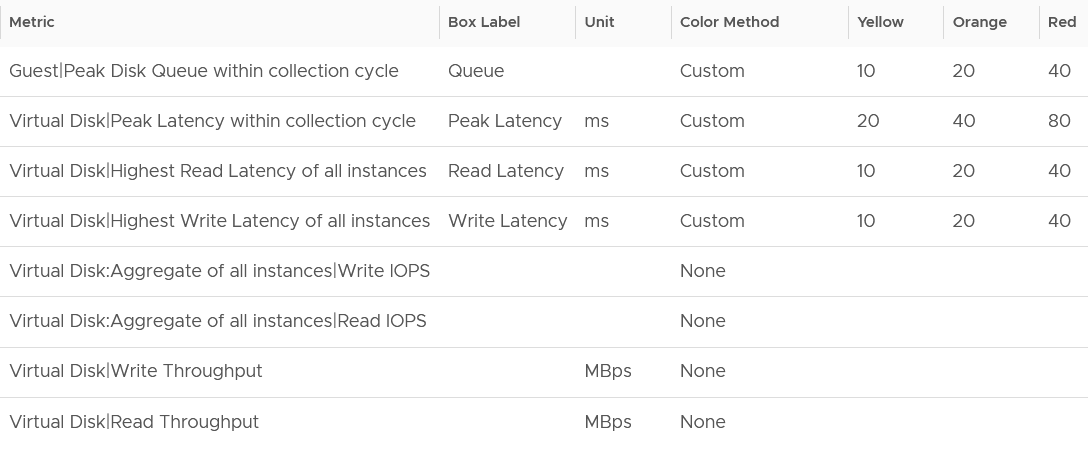 Metric Box Label Unit Color Method Yellow Orange Red
Guest|Peak Disk Queue within collection cycle Queue Custom 10 20 40
Virtual Disk|Peak Latency within collection cycle Peak Latency ms Custom 20 40 80
Virtual Disk|Highest Read Latency of all instances Read Latency ms Custom 10 20 40
Virtual Disk|Highest Write Latency of all instances Write Latency ms Custom 10 20 40
Virtual Disk:Aggregate of all instances|Write IOPS None
Virtual Disk:Aggregate of all instances|Read IOPS None
Virtual Disk|Write Throughput MBps None
Virtual Disk|Read Throughput MBps None